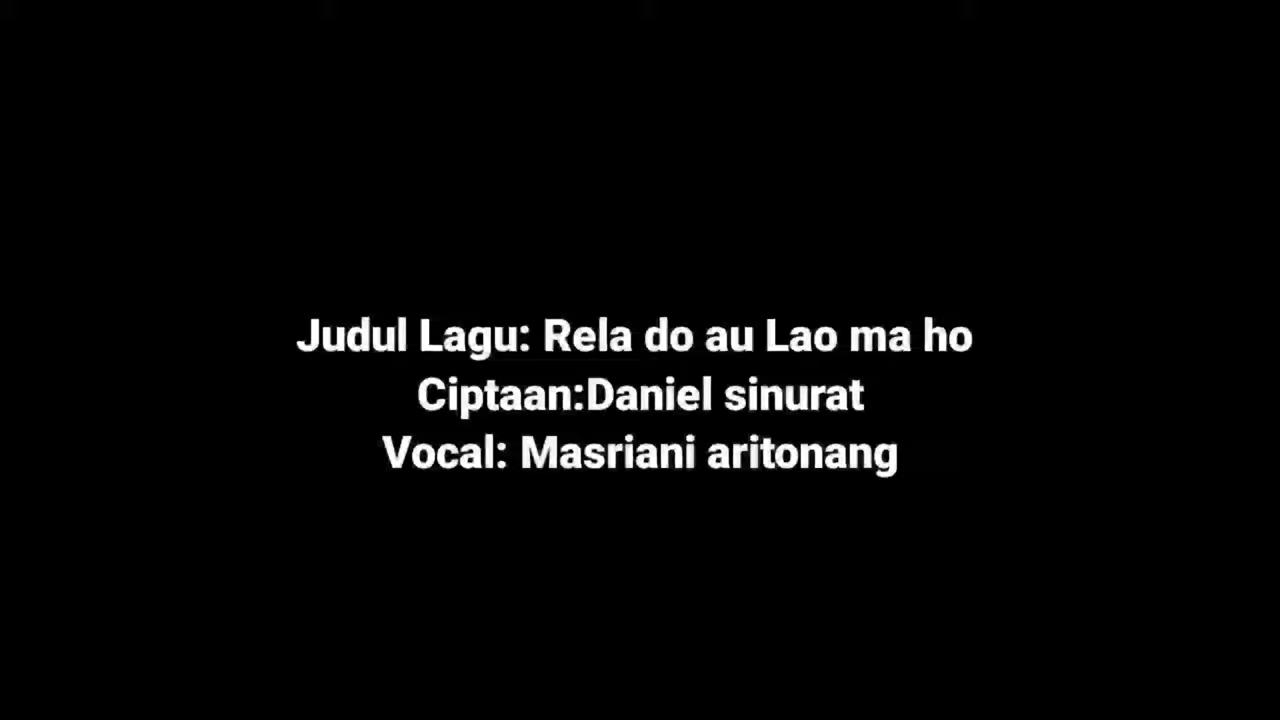 Judul Lagu: Rela do au Lao ma ho
Ciptaan:Daniel sinurat
Vocal: Masriani aritonang